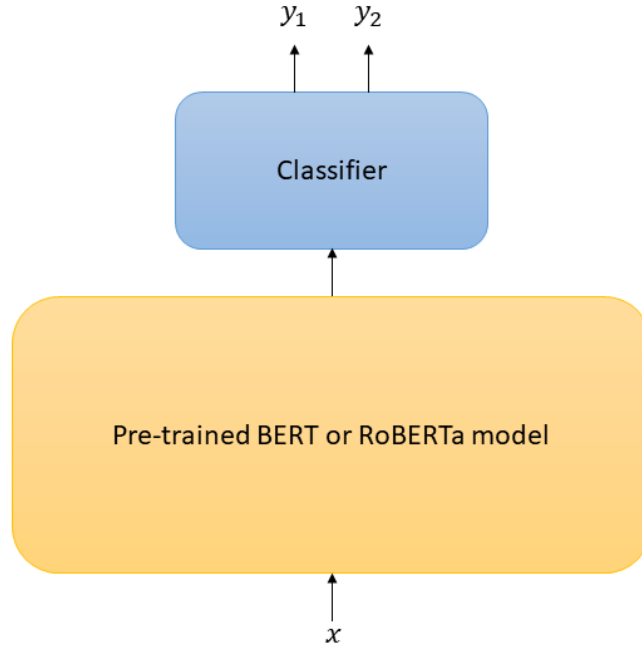 y₁ y₂
Classifier
Pre-trained BERT or RoBERTa model
x